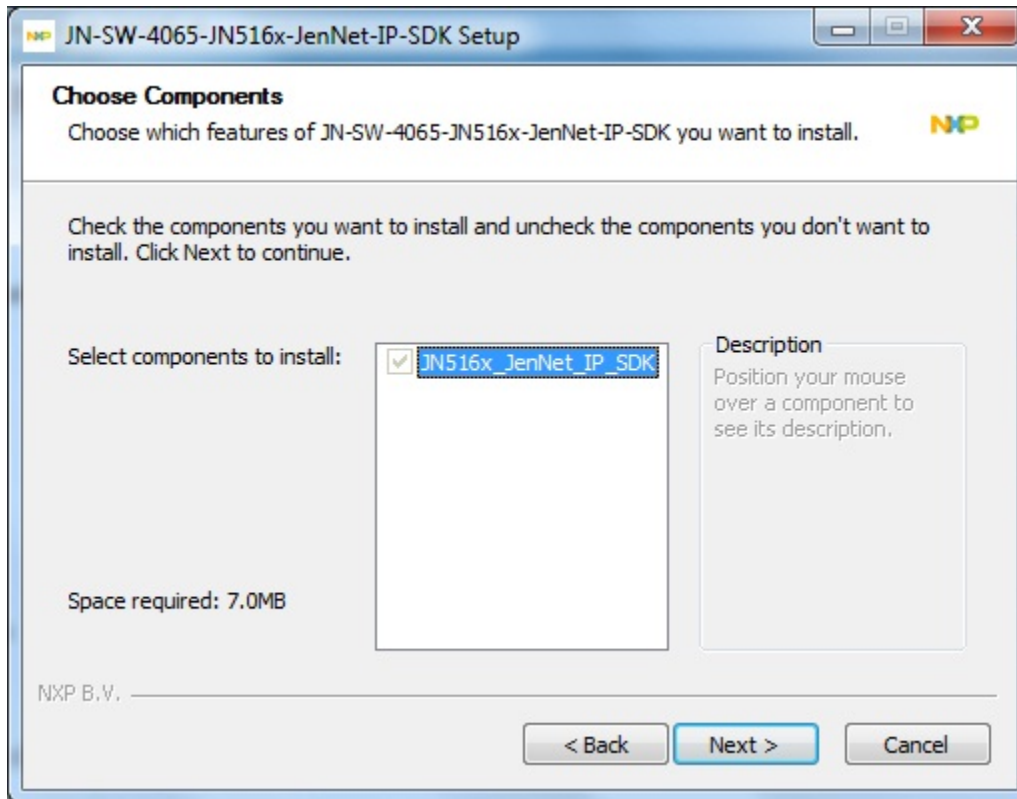 JN-SW-4065-JN516x-JenNet-IP-SDK Setup
Choose Components
Choose which features of JN-SW-4065-JN516x-JenNet-IP-SDK you want to install.
NXP
Check the components you want to install and uncheck the components you don't want to
install. Click Next to continue.
Select components to install:
JN516x_JenNet_IP_SDK
Description
Position your mouse
over a component to
see its description.
Space required: 7.0MB
NXP B.V.
< Back
Next >
Cancel